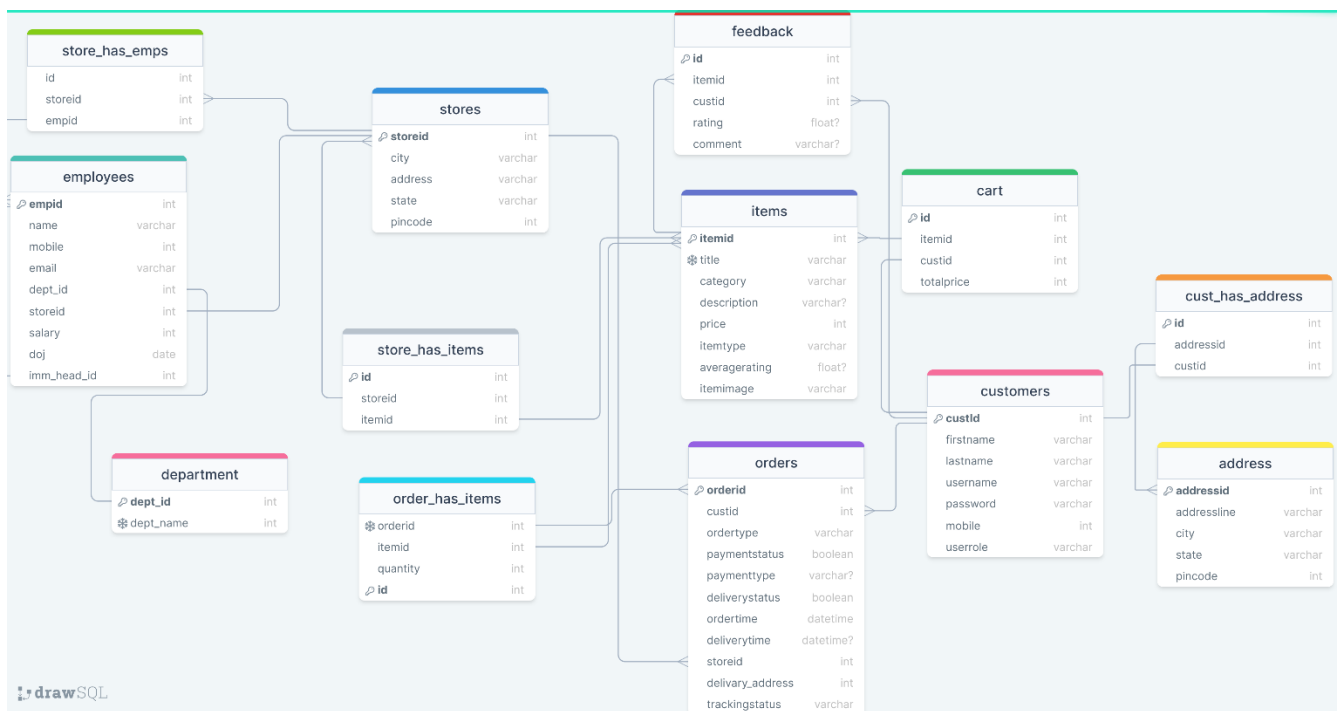 store_has_emps
id int
storeid int
empid int
employees
empid int
name varchar
mobile int
email varchar
dept_id int
storeid int
salary int
doj date
imm_head_id int
department
dept_id int
dept_name int
stores
storeid int
city varchar
address varchar
state varchar
pincode int
store_has_items
id int
storeid int
itemid int
order_has_items
orderid int
itemid int
quantity int
id int
feedback
id int
itemid int
custid int
rating float?
comment varchar?
items
itemid int
title varchar
category varchar
description varchar?
price int
itemtype varchar
averagerating float?
itemimage varchar
orders
orderid int
custid int
ordertype varchar
paymentstatus boolean
paymenttype varchar?
deliverystatus boolean
ordertime datetime
deliverytime datetime?
storeid int
delivary_address int
trackingstatus varchar
cart
id int
itemid int
custid int
totalprice int
customers
custId int
firstname varchar
lastname varchar
username varchar
password varchar
mobile int
userrole varchar
cust_has_address
id int
addressid int
custid int
address
addressid int
addressline varchar
city varchar
state varchar
pincode int
drawSQL